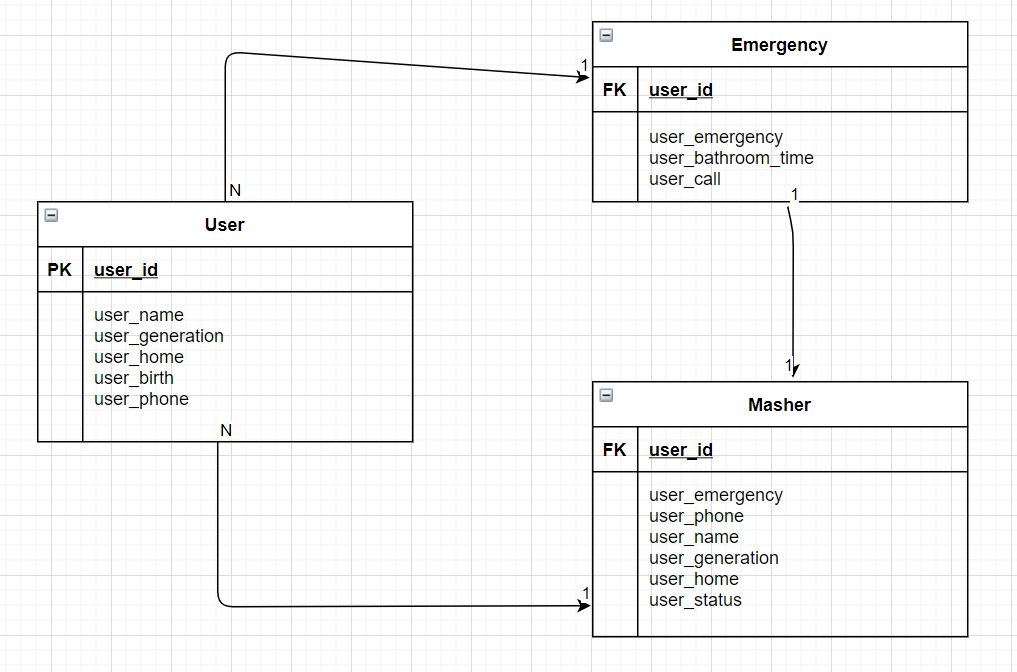 Emergency
1
FK user_id
user_emergency
user_bathroom_time
user_call
1
N
User
PK user_id
user_name
user_generation
user_home
user_birth
user_phone
N
1
Masher
FK user_id
user_emergency
user_phone
user_name
user_generation
user_home
user_status
1